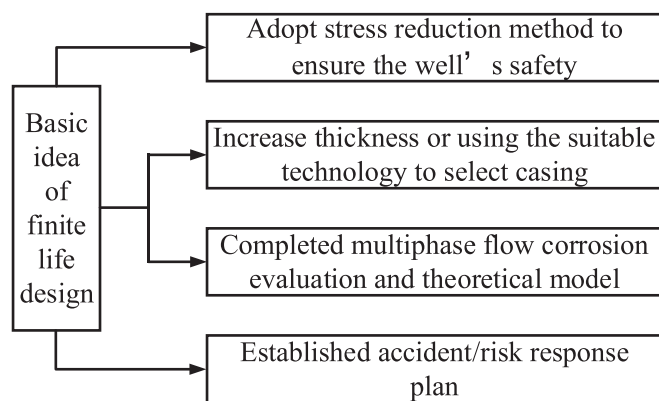 Adopt stress reduction method to
ensure the well’s safety
Basic
idea
of
finite
life
design
Increase thickness or using the suitable
technology to select casing
Completed multiphase flow corrosion
evaluation and theoretical model
Established accident/risk response
plan